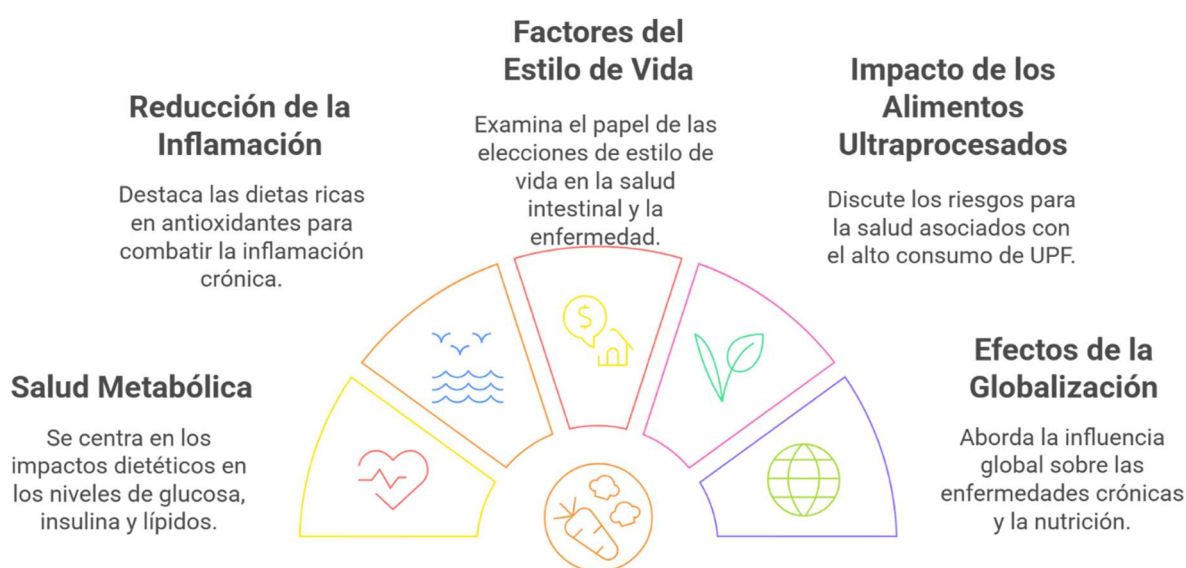 Salud Metabólica
Se centra en los
impactos dietéticos en
los niveles de glucosa,
insulina y lípidos.
Reducción de la
Inflamación
Destaca las dietas ricas
en antioxidantes para
combatir la inflamación
crónica.
Factores del
Estilo de Vida
Examina el papel de las
elecciones de estilo de
vida en la salud
intestinal y la
enfermedad.
$
Impacto de los
Alimentos
Ultraprocesados
Discute los riesgos para
la salud asociados con
el alto consumo de UPF.
Efectos de la
Globalización
Aborda la influencia
global sobre las
enfermedades crónicas
y la nutrición.